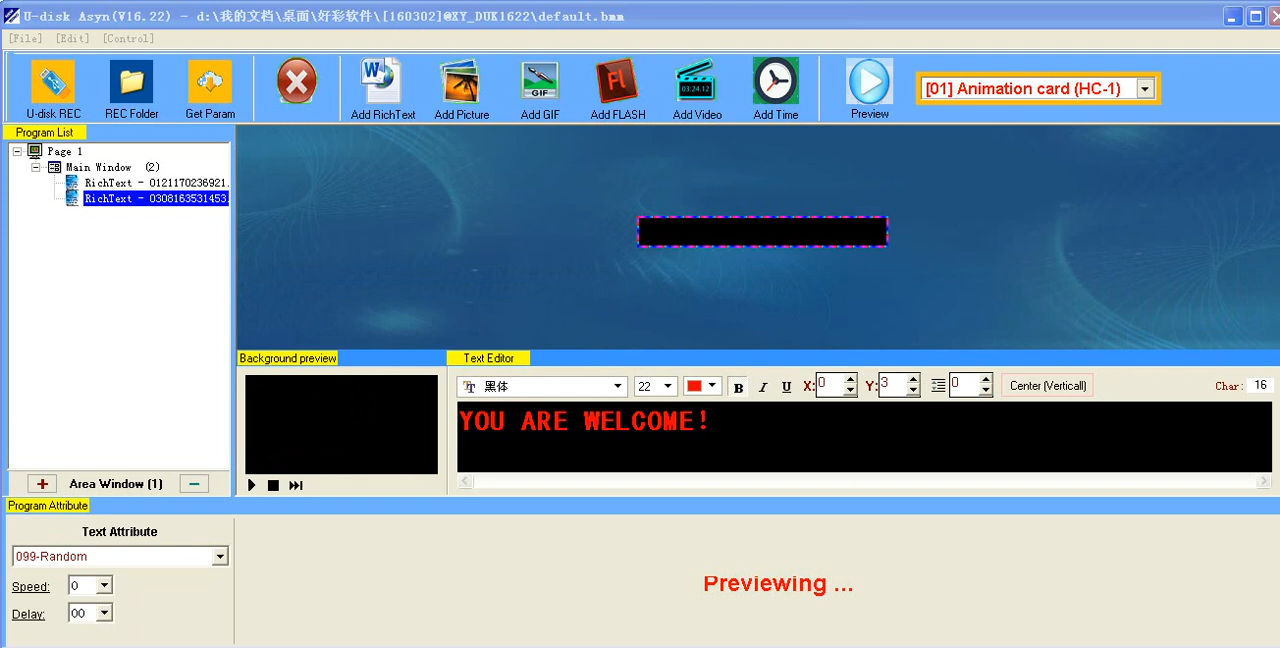 U-disk Asyn(V16.22) - d:\我的文档\桌面\好彩软件\[160302]@XY_DUK1622\default.bmm
[File] [Edit] [Control]
U-disk REC REC Folder Get Param Add RichText Add Picture GIF Add GIF Add FLASH 03:24.12 Add Video Add Time Preview
[01] Animation card (HC-1)
Program List
Page 1
Main Window (2)
RichText - 0121170236921.
RichText - 0308163531453.
Background preview
Text Editor
黑体 22 B I U X: 0 Y: 3 0 Center (Verticall) Char: 16
YOU ARE WELCOME!
+ Area Window (1) -
Program Attribute
Text Attribute
099-Random
Speed: 0
Delay: 00
Previewing ...